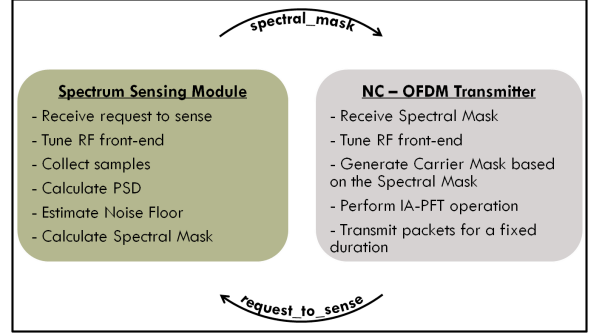 spectral_mask
Spectrum Sensing Module
- Receive request to sense
- Tune RF front-end
- Collect samples
- Calculate PSD
- Estimate Noise Floor
- Calculate Spectral Mask
NC – OFDM Transmitter
- Receive Spectral Mask
- Tune RF front-end
- Generate Carrier Mask based
on the Spectral Mask
- Perform IA-PFT operation
- Transmit packets for a fixed
duration
request_to_sense